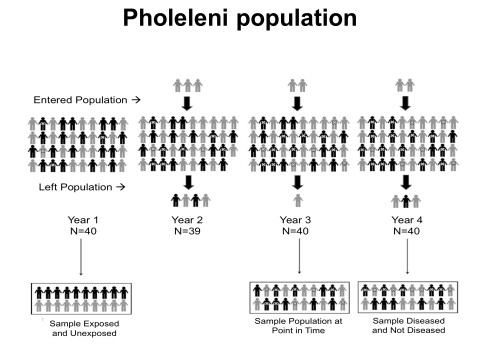 Pholeleni population
Entered Population →
Left Population →
Year 1
N=40
Year 2
N=39
Year 3
N=40
Year 4
N=40
Sample Exposed
and Unexposed
Sample Population at
Point in Time
Sample Diseased
and Not Diseased